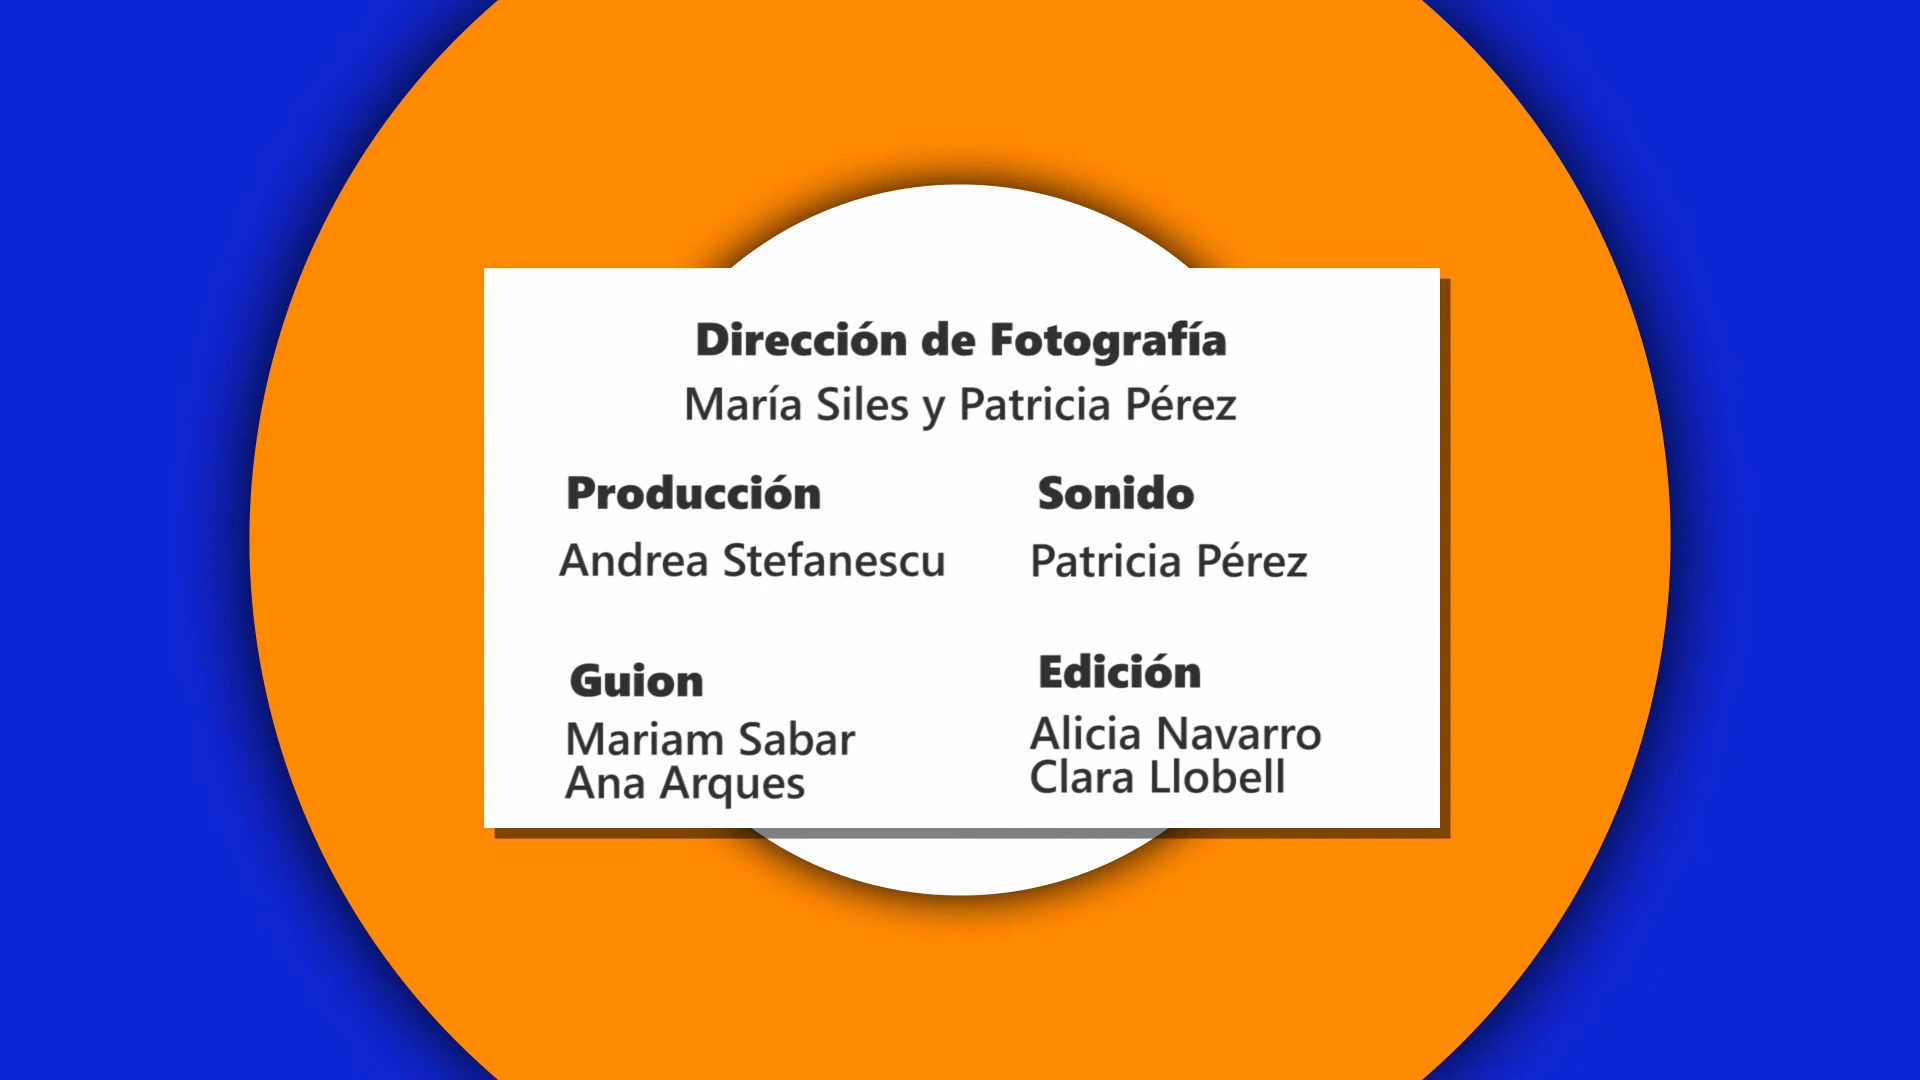 Dirección de Fotografía
María Siles y Patricia Pérez
Producción
Andrea Stefanescu
Sonido
Patricia Pérez
Guion
Mariam Sabar
Ana Arques
Edición
Alicia Navarro
Clara Llobell